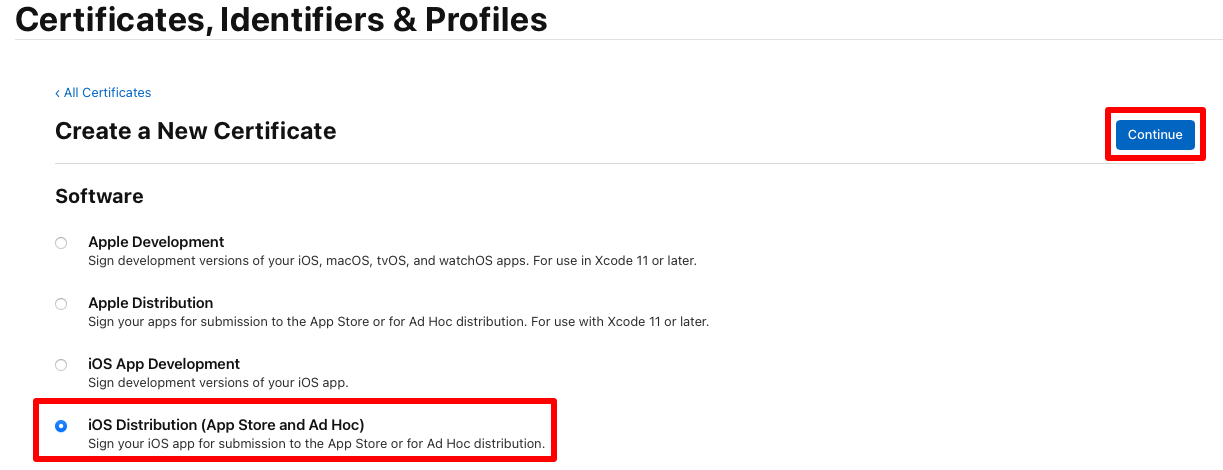 Certificates, Identifiers & Profiles
‹ All Certificates
Create a New Certificate
Continue
Software
Apple Development
Sign development versions of your iOS, macOS, tvOS, and watchOS apps. For use in Xcode 11 or later.
Apple Distribution
Sign your apps for submission to the App Store or for Ad Hoc distribution. For use with Xcode 11 or later.
iOS App Development
Sign development versions of your iOS app.
iOS Distribution (App Store and Ad Hoc)
Sign your iOS app for submission to the App Store or for Ad Hoc distribution.